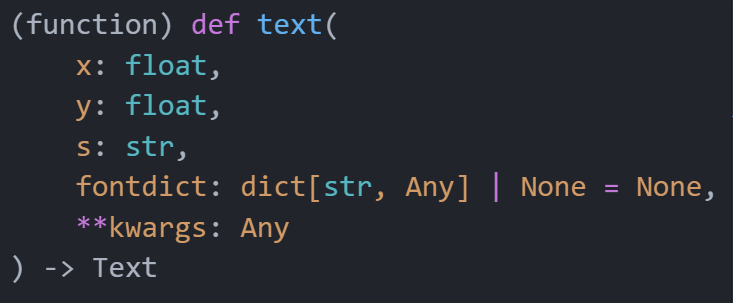 (function) def text(
    x: float,
    y: float,
    s: str,
    fontdict: dict[str, Any] | None = None,
    **kwargs: Any
) -> Text